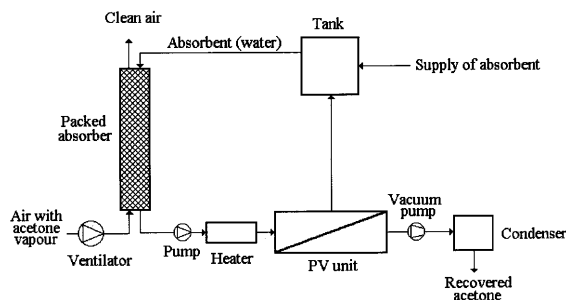 Clean air
Tank
Absorbent (water)
Supply of absorbent
Packed
absorber
Air with
acetone
vapour
Ventilator
Pump
Heater
PV unit
Vacuum
pump
Condenser
Recovered
acetone